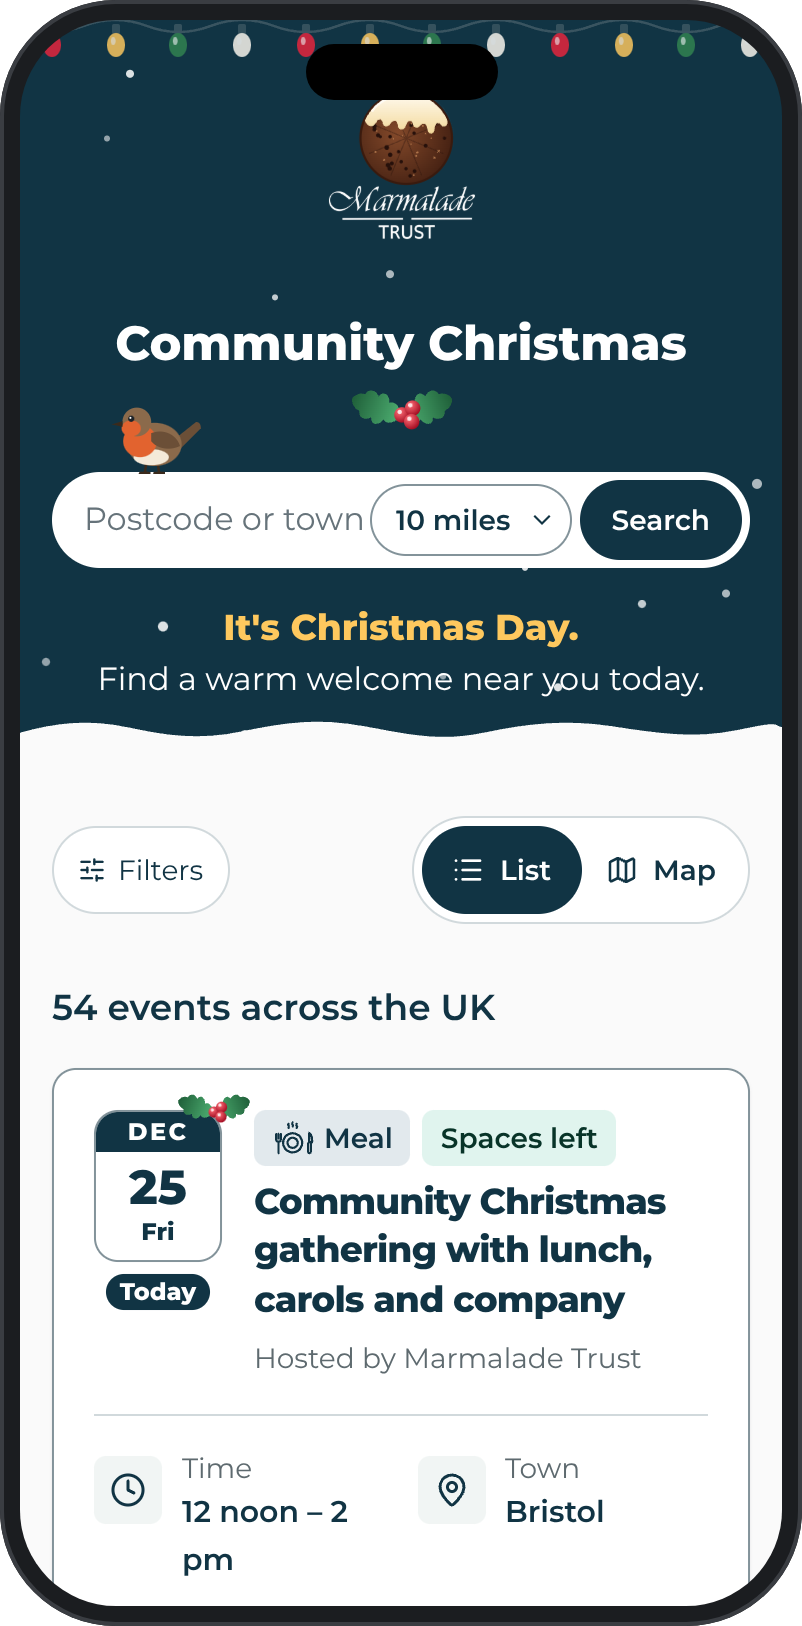 Marmalade
TRUST
Community Christmas
Postcode or town
10 miles
Search
It's Christmas Day.
Find a warm welcome near you today.
Filters
List
Map
54 events across the UK
DEC
25
Fri
Today
Meal
Spaces left
Community Christmas
gathering with lunch,
carols and company
Hosted by Marmalade Trust
Time
12 noon – 2
pm
Town
Bristol